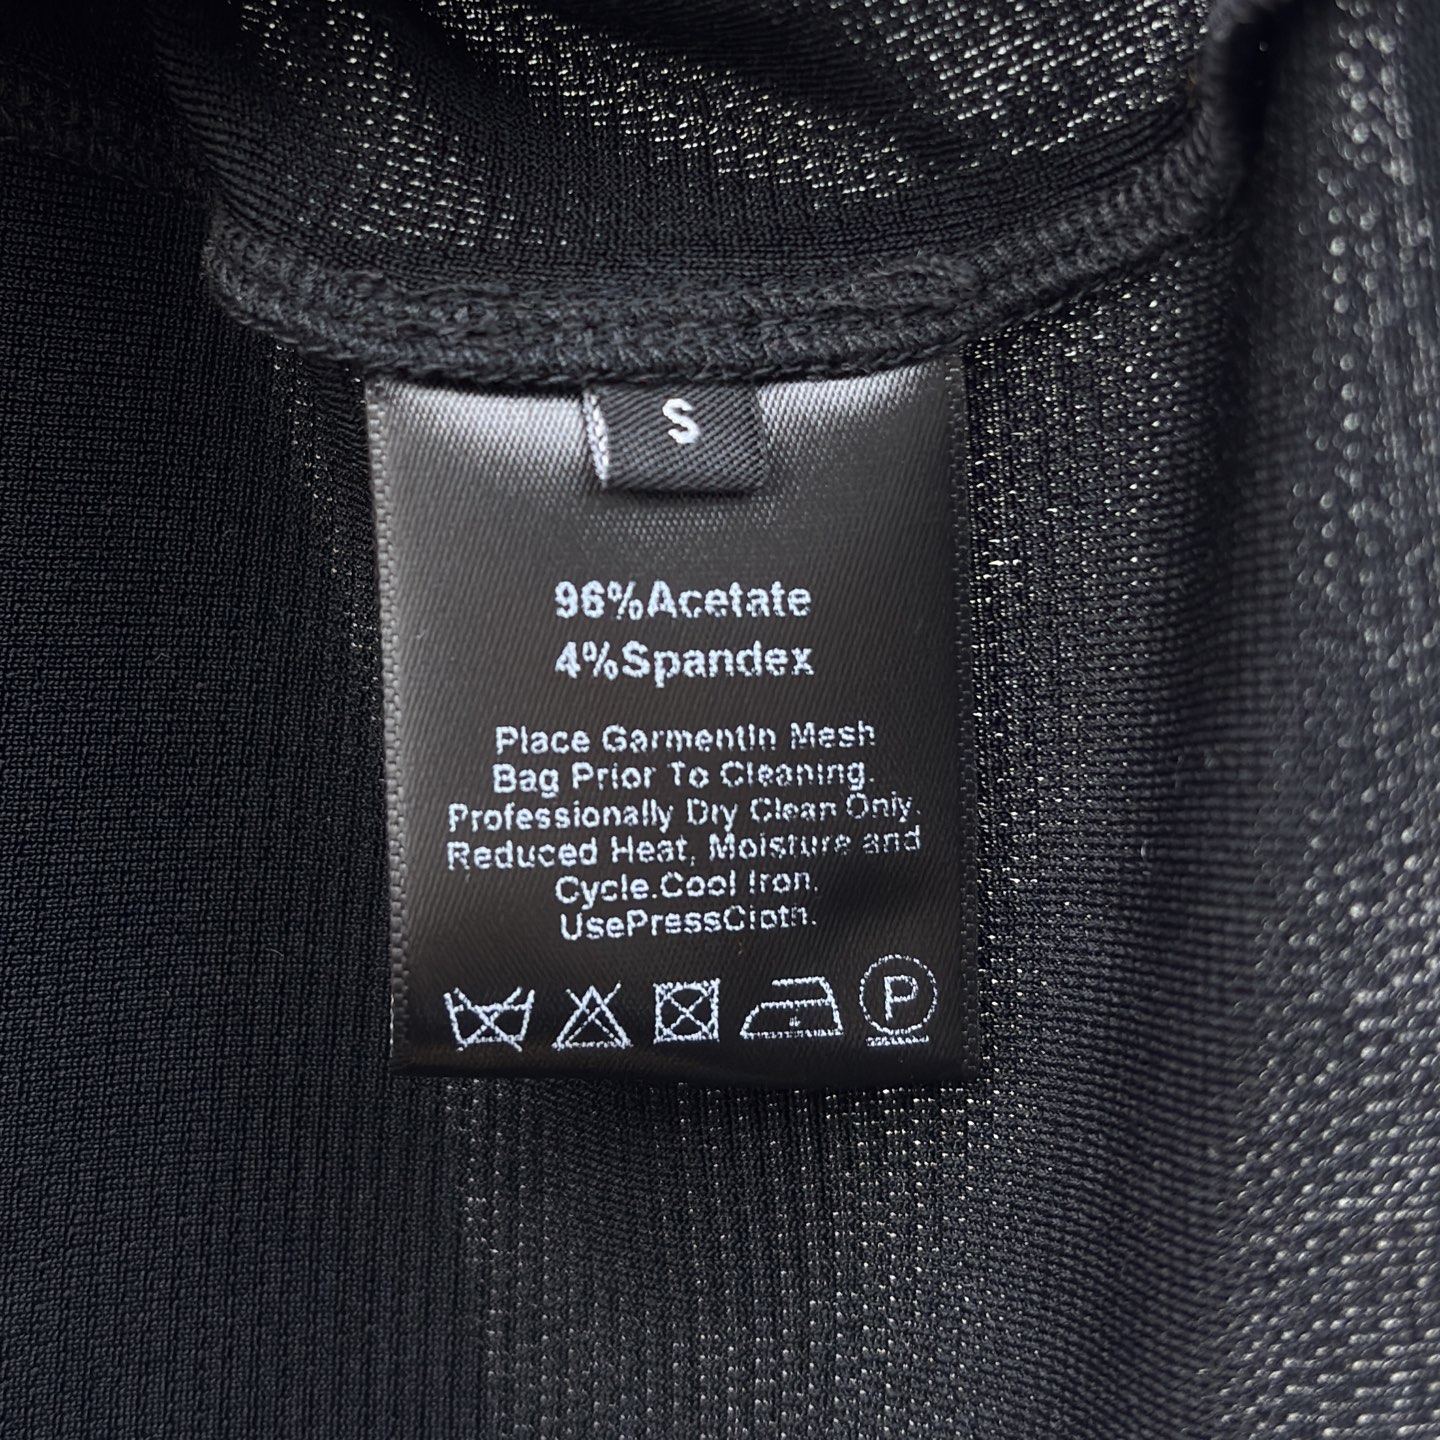 S
96%Acetate
4%Spandex
Place GarmentIn Mesh
Bag Prior To Cleaning.
Professionally Dry Clean Only.
Reduced Heat, Moisture and
Cycle.Cool Iron.
UsePressCloth.
P